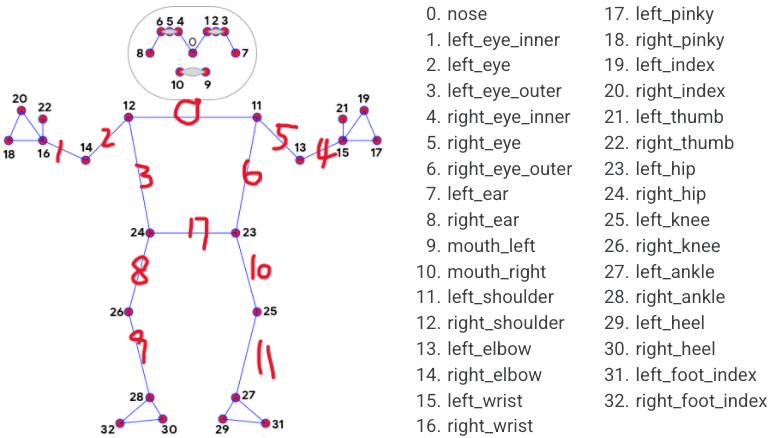 6 5 4 1 2 3
0
8 7
10 9
20 22 12 0 11 21 19
18 16 1 14 2 5 13 4 15 17
3 6
24 7 23
8 10
26 25
9 11
28 27
32 30 29 31
0. nose
1. left_eye_inner
2. left_eye
3. left_eye_outer
4. right_eye_inner
5. right_eye
6. right_eye_outer
7. left_ear
8. right_ear
9. mouth_left
10. mouth_right
11. left_shoulder
12. right_shoulder
13. left_elbow
14. right_elbow
15. left_wrist
16. right_wrist
17. left_pinky
18. right_pinky
19. left_index
20. right_index
21. left_thumb
22. right_thumb
23. left_hip
24. right_hip
25. left_knee
26. right_knee
27. left_ankle
28. right_ankle
29. left_heel
30. right_heel
31. left_foot_index
32. right_foot_index